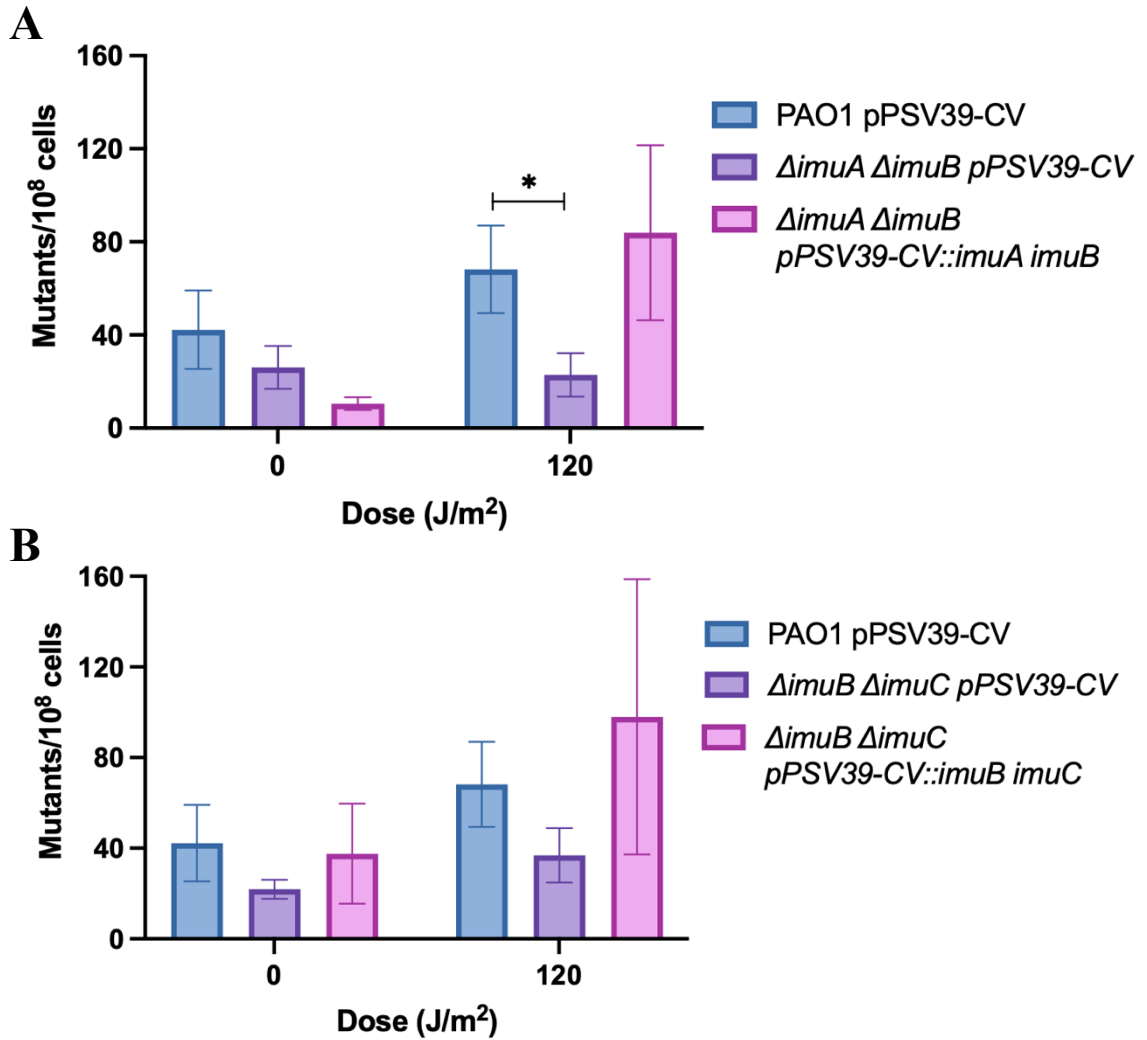 A
160
120
80
40
0
Mutants/10⁸ cells
*
0
120
Dose (J/m²)
PAO1 pPSV39-CV
ΔimuA ΔimuB pPSV39-CV
ΔimuA ΔimuB
pPSV39-CV::imuA imuB
B
160
120
80
40
0
Mutants/10⁸ cells
0
120
Dose (J/m²)
PAO1 pPSV39-CV
ΔimuB ΔimuC pPSV39-CV
ΔimuB ΔimuC
pPSV39-CV::imuB imuC